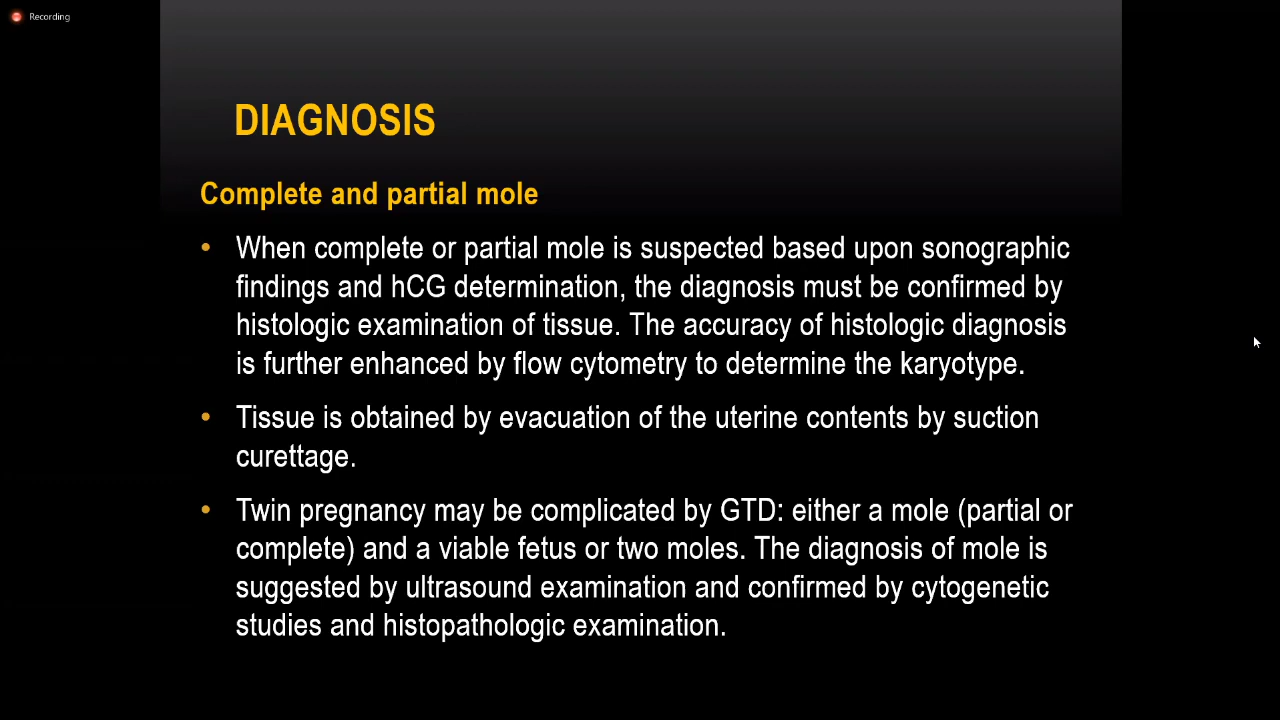 Recording
DIAGNOSIS
Complete and partial mole
• When complete or partial mole is suspected based upon sonographic
findings and hCG determination, the diagnosis must be confirmed by
histologic examination of tissue. The accuracy of histologic diagnosis
is further enhanced by flow cytometry to determine the karyotype.
• Tissue is obtained by evacuation of the uterine contents by suction
curettage.
• Twin pregnancy may be complicated by GTD: either a mole (partial or
complete) and a viable fetus or two moles. The diagnosis of mole is
suggested by ultrasound examination and confirmed by cytogenetic
studies and histopathologic examination.